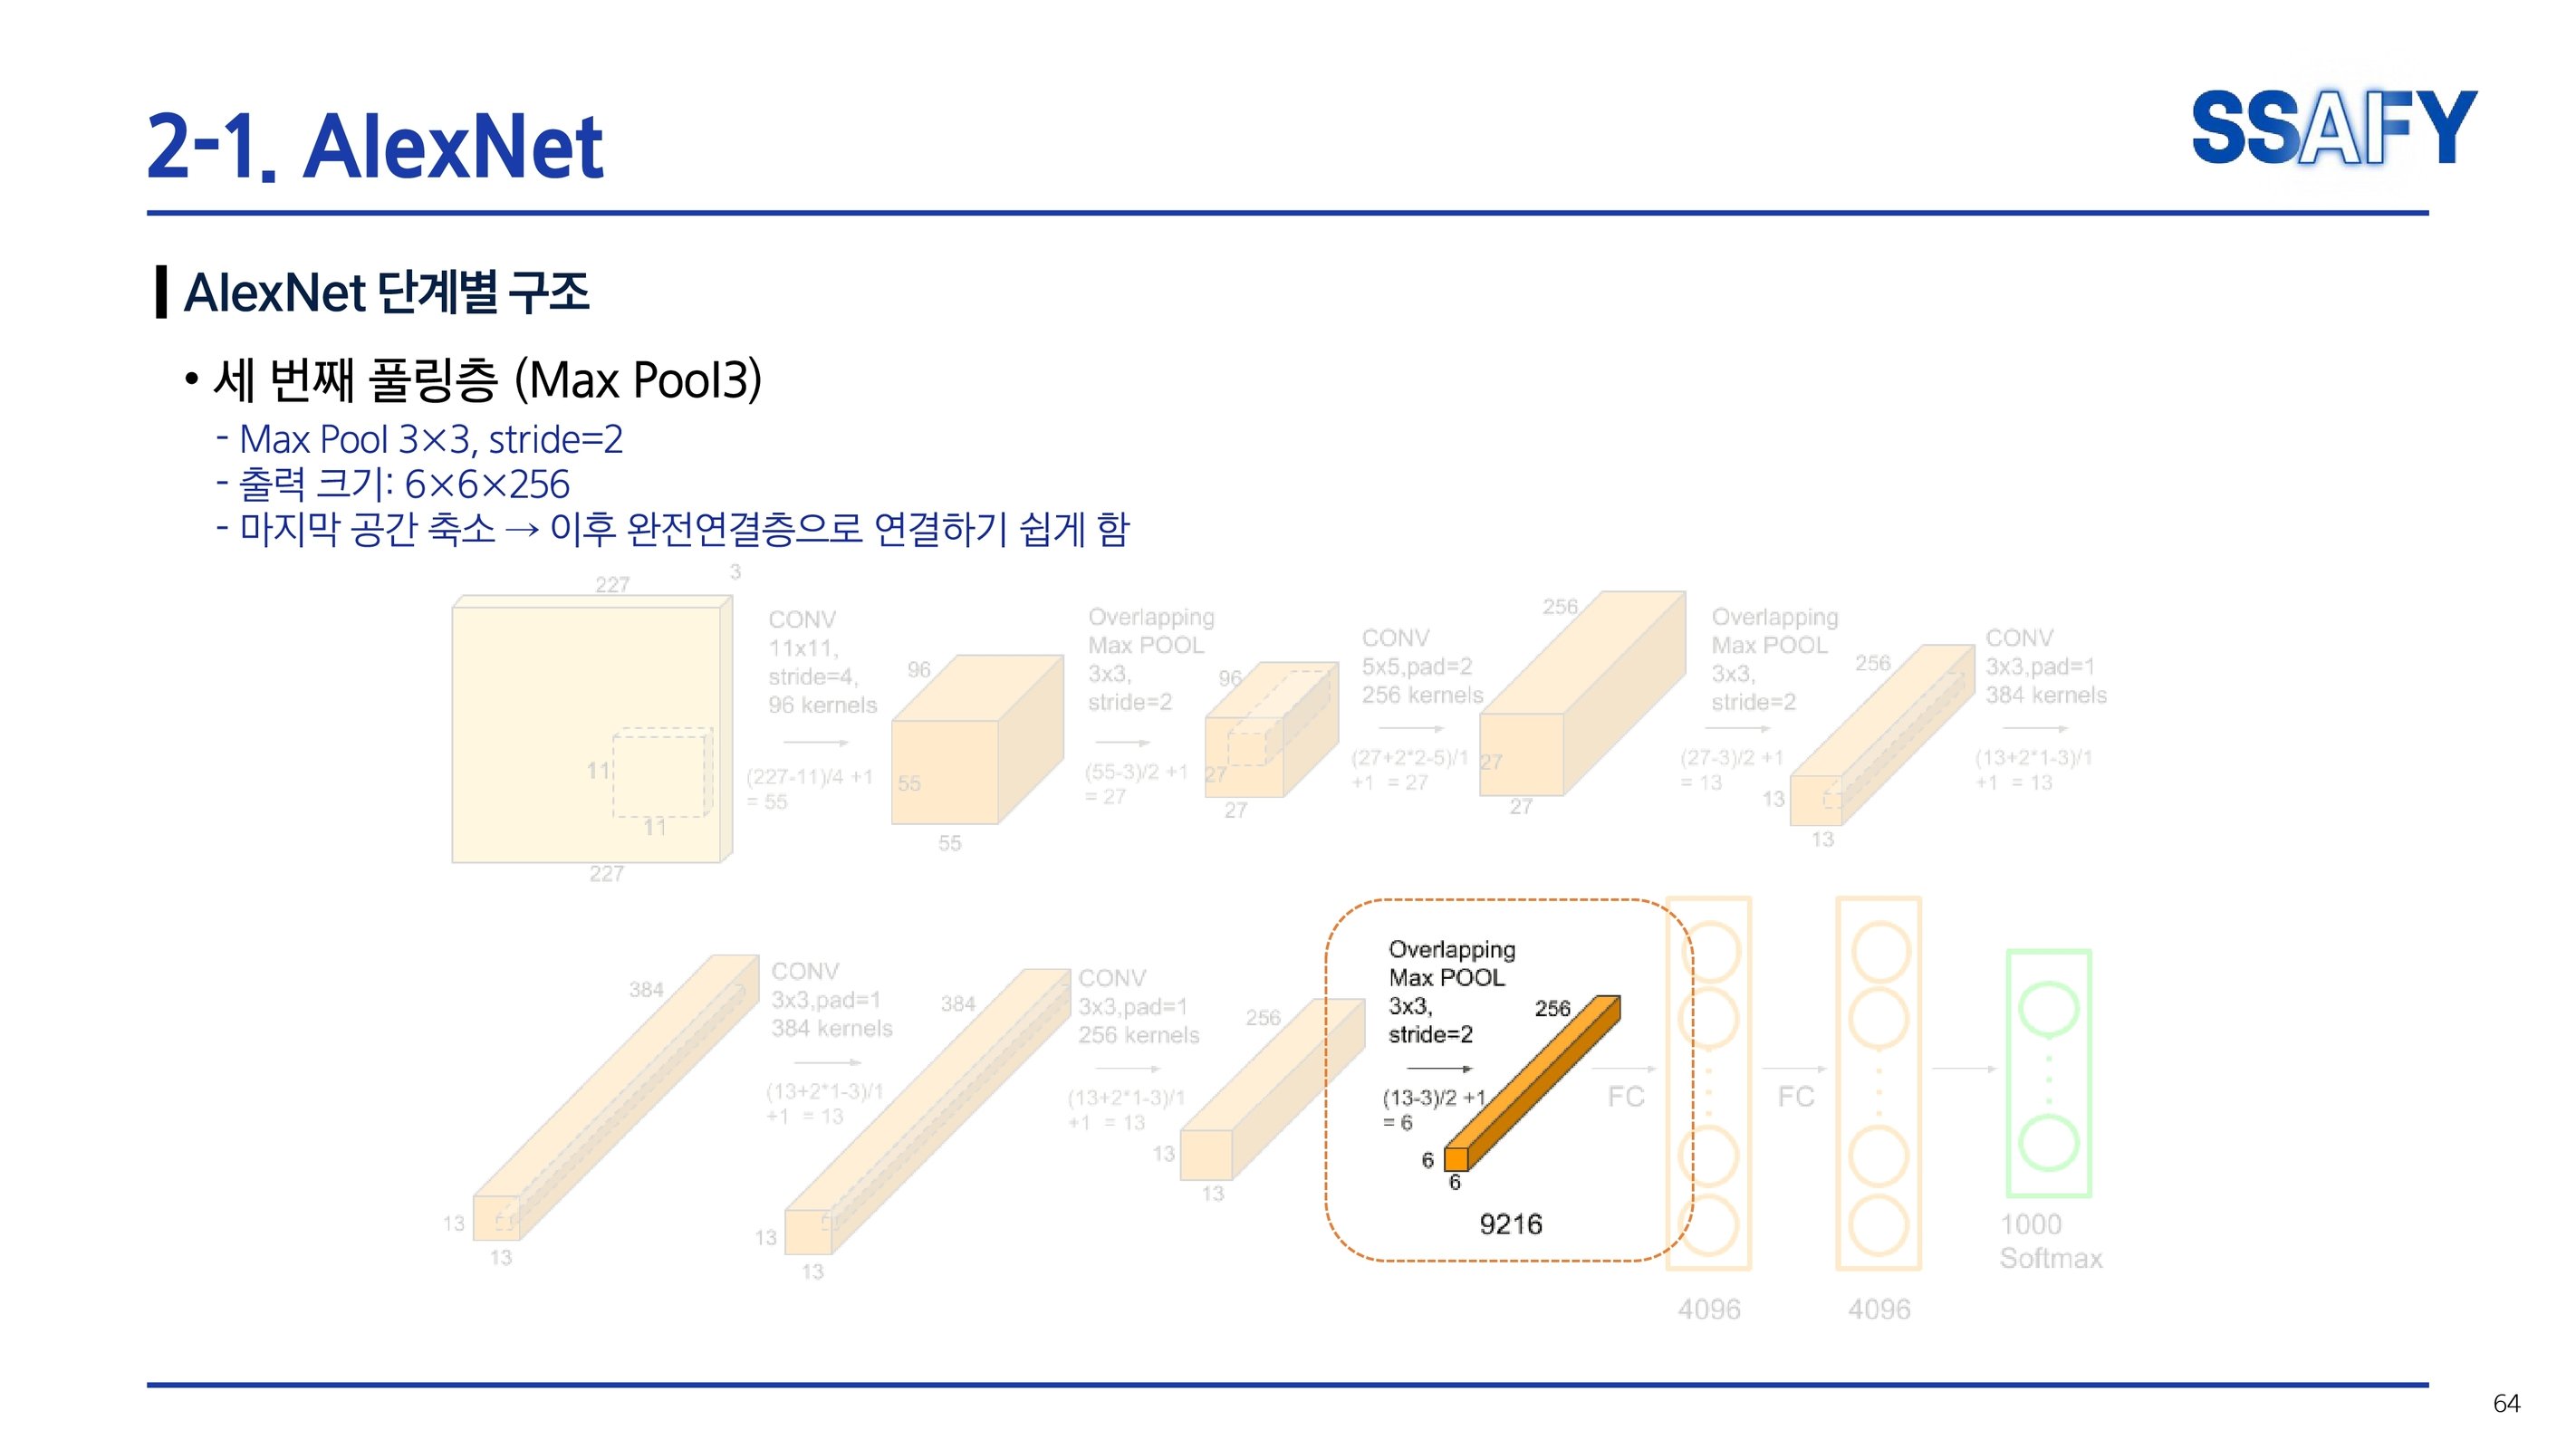 2-1. AlexNet
SSAFY
AlexNet 단계별 구조
• 세 번째 풀링층 (Max Pool3)
- Max Pool 3×3, stride=2
- 출력 크기: 6×6×256
- 마지막 공간 축소 → 이후 완전연결층으로 연결하기 쉽게 함
227
3
11
11
227
CONV
11x11,
stride=4,
96 kernels
(227-11)/4 +1
= 55
96
55
55
Overlapping
Max POOL
3x3,
stride=2
(55-3)/2 +1
= 27
96
27
27
CONV
5x5,pad=2
256 kernels
(27+2*2-5)/1
+1 = 27
256
27
27
Overlapping
Max POOL
3x3,
stride=2
(27-3)/2 +1
= 13
256
13
13
CONV
3x3,pad=1
384 kernels
(13+2*1-3)/1
+1 = 13
384
13
13
CONV
3x3,pad=1
384 kernels
(13+2*1-3)/1
+1 = 13
384
13
13
CONV
3x3,pad=1
256 kernels
(13+2*1-3)/1
+1 = 13
256
13
13
Overlapping
Max POOL
3x3,
stride=2
(13-3)/2 +1
= 6
256
6
6
9216
FC
4096
FC
4096
1000
Softmax
64